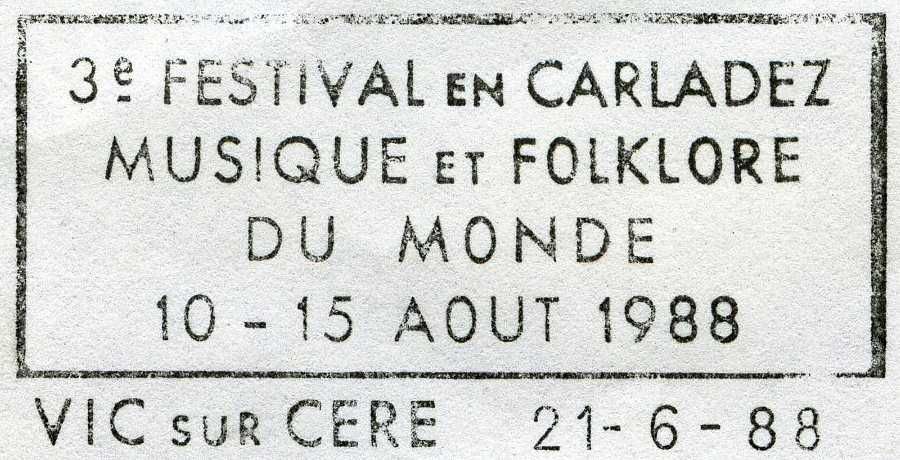 3e FESTIVAL EN CARLADEZ
MUSIQUE ET FOLKLORE
DU MONDE
10 - 15 AOUT 1988
VIC SUR CERE 21-6-88